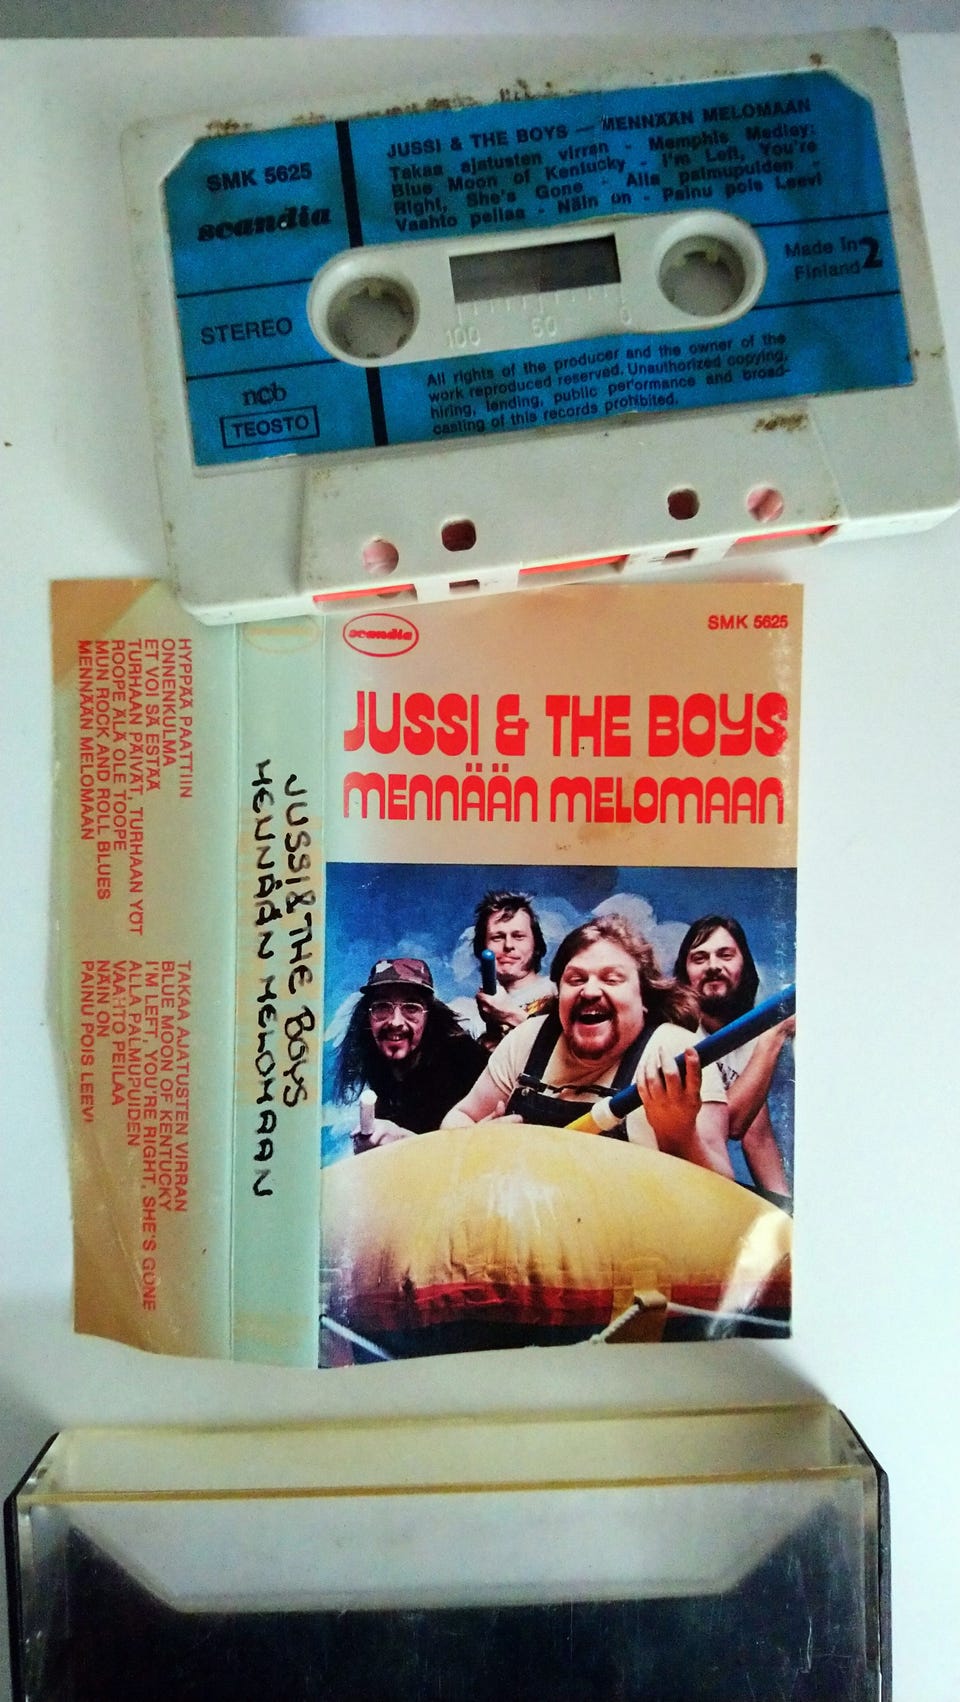 SMK 5625
scandia
STEREO
ncb
TEOSTO
JUSSI & THE BOYS — MENNÄÄN MELOMAAN
Takaa ajatusten virran - Memphis Medley:
Blue Moon of Kentucky - I'm Left, You're
Right, She's Gone - Alla palmupuiden -
Vaahto peilaa - Näin on - Painu pois Leevi
Made in
Finland
2
100 50 0
All rights of the producer and the owner of the
work reproduced reserved. Unauthorized copying,
hiring, lending, public performance and broad-
casting of this records prohibited.
scandia
SMK 5625
JUSSI & THE BOYS
MENNÄÄN MELOMAAN
JUSSI & THE BOYS
MENNÄÄN MELOMAAN
HYPPÄÄ PAATTIIN
ONNENKULMA
ET VOI SÄ ESTÄÄ
TURHAAN PÄIVÄT, TURHAAN YÖT
ROOPE ÄLÄ OLE TOOPE
MUN ROCK AND ROLL BLUES
MENNÄÄN MELOMAAN
TAKAA AJATUSTEN VIRRAN
BLUE MOON OF KENTUCKY
I'M LEFT, YOU'RE RIGHT, SHE'S GONE
ALLA PALMUPUIDEN
VAAHTO PEILAA
NÄIN ON
PAINU POIS LEEVI